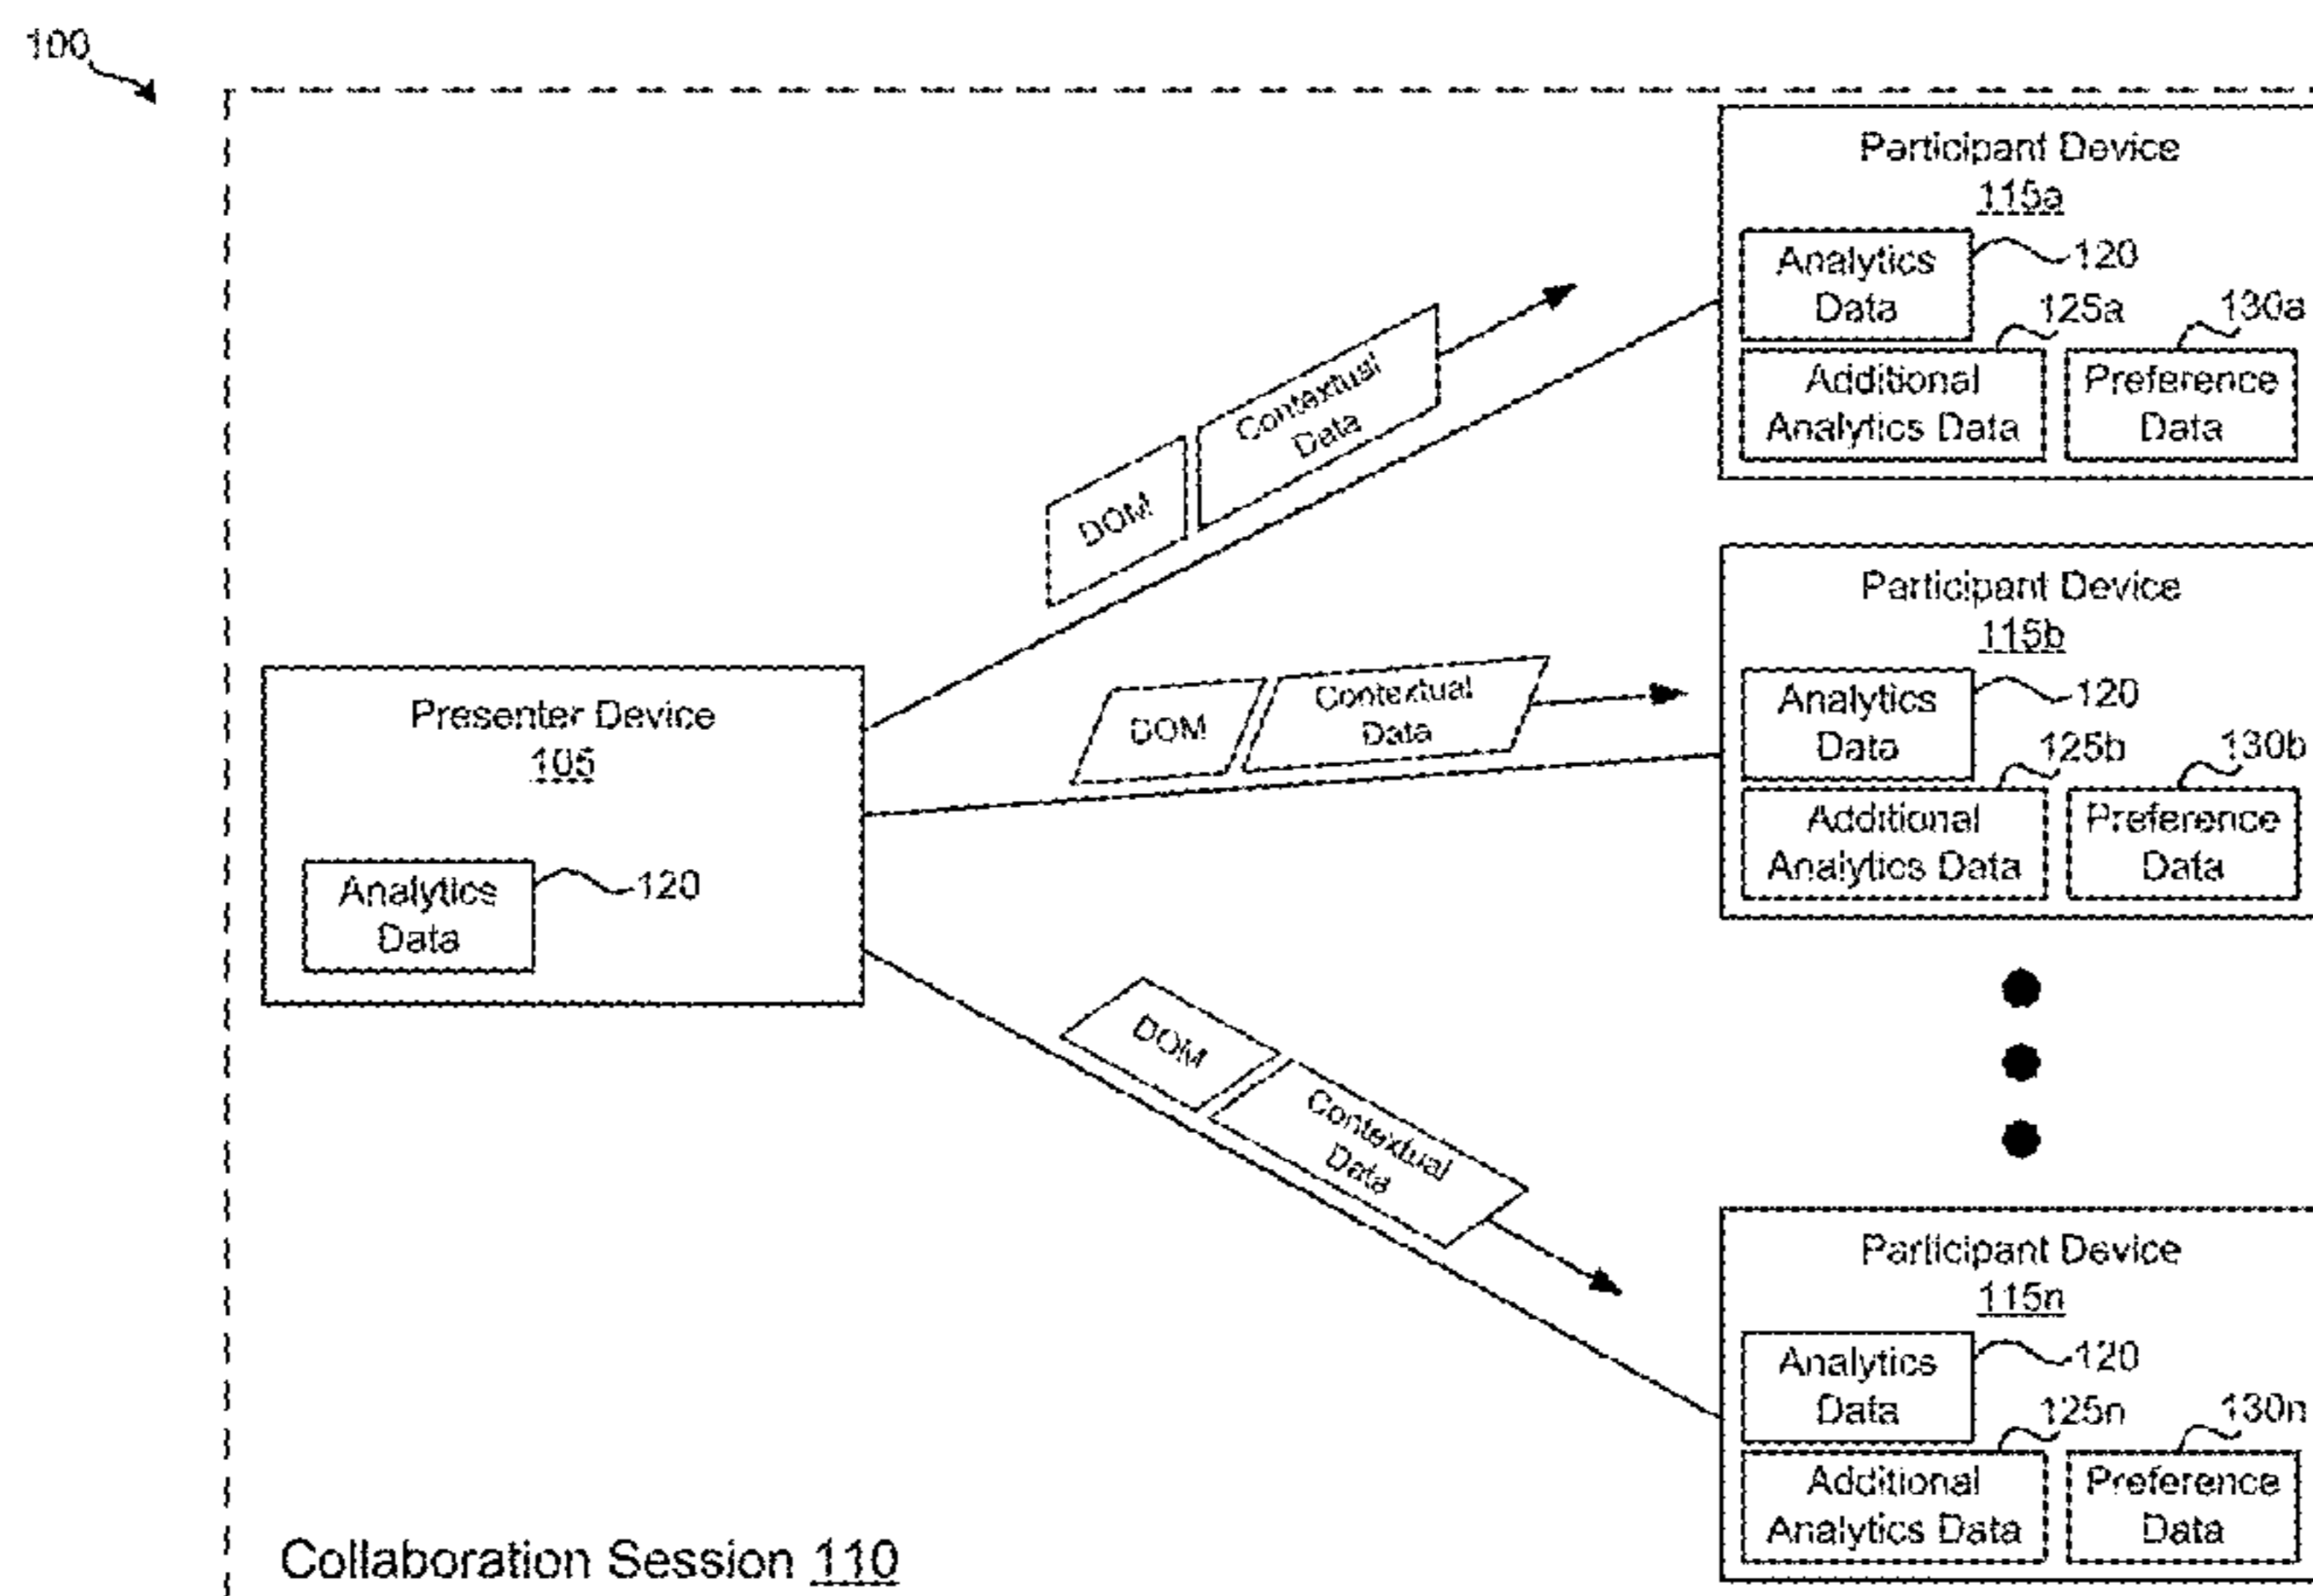 100
Participant Device
115a
Analytics
Data
120
125a
130a
Additional
Analytics Data
Preference
Data
Contextual
Data
DOM
Participant Device
115b
Analytics
Data
120
125b
130b
Additional
Analytics Data
Preference
Data
Contextual
Data
DOM
Presenter Device
105
Analytics
Data
120
DOM
Contextual
Data
Participant Device
115n
Analytics
Data
120
125n
130n
Additional
Analytics Data
Preference
Data
Collaboration Session 110